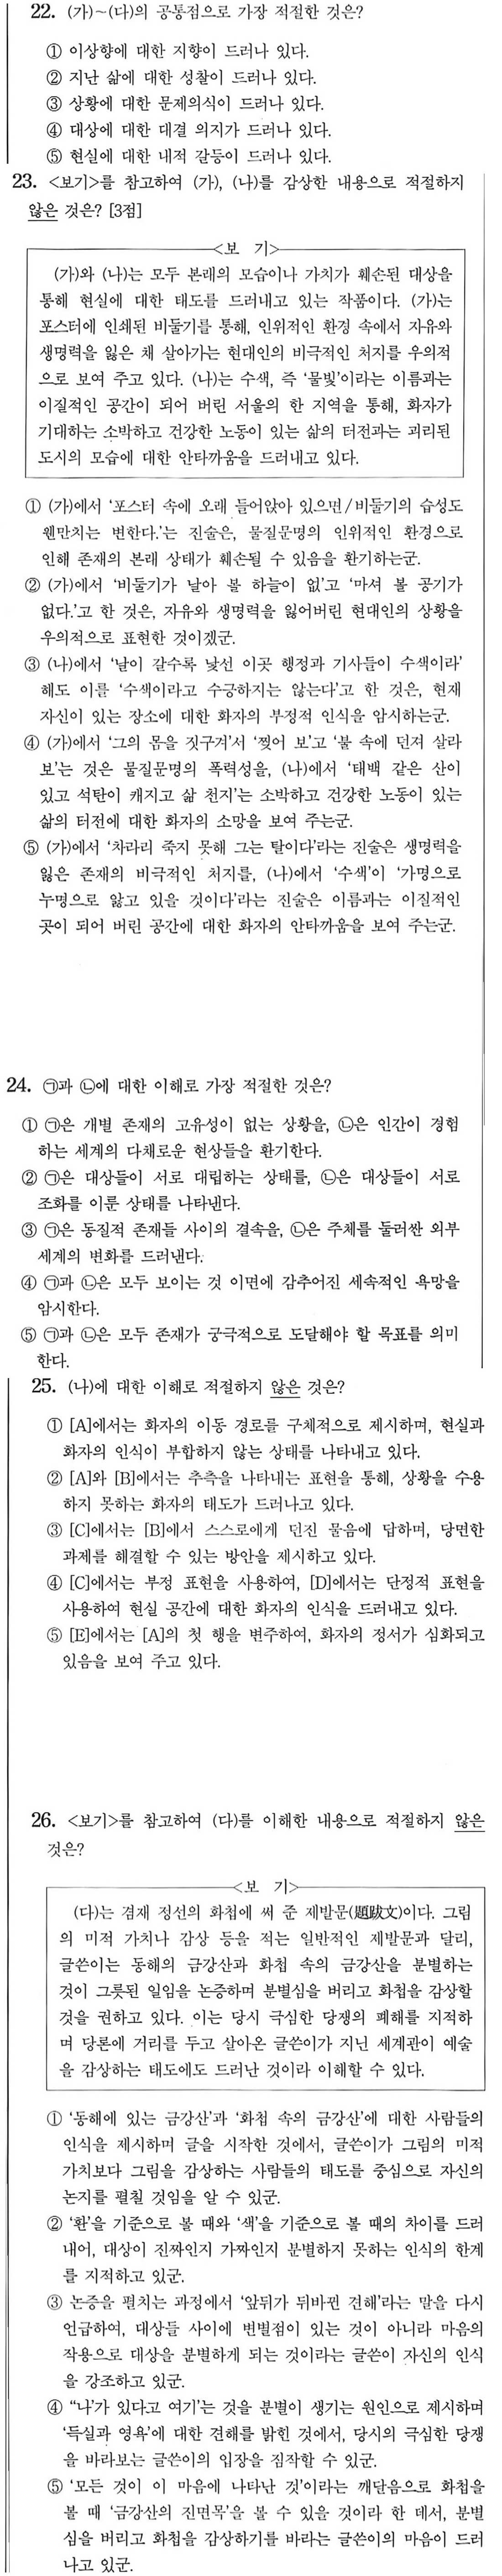 22. (가)~(다)의 공통점으로 가장 적절한 것은?
① 이상향에 대한 지향이 드러나 있다.
② 지난 삶에 대한 성찰이 드러나 있다.
③ 상황에 대한 문제의식이 드러나 있다.
④ 대상에 대한 대결 의지가 드러나 있다.
⑤ 현실에 대한 내적 갈등이 드러나 있다.
23. <보기>를 참고하여 (가), (나)를 감상한 내용으로 적절하지
않은 것은? [3점]
<보 기>
(가)와 (나)는 모두 본래의 모습이나 가치가 훼손된 대상을
통해 현실에 대한 태도를 드러내고 있는 작품이다. (가)는
포스터에 인쇄된 비둘기를 통해, 인위적인 환경 속에서 자유와
생명력을 잃은 채 살아가는 현대인의 비극적인 처지를 우의적
으로 보여 주고 있다. (나)는 수색, 즉 ‘물빛’이라는 이름과는
이질적인 공간이 되어 버린 서울의 한 지역을 통해, 화자가
기대하는 소박하고 건강한 노동이 있는 삶의 터전과는 괴리된
도시의 모습에 대한 안타까움을 드러내고 있다.
① (가)에서 ‘포스터 속에 오래 들어앉아 있으면/비둘기의 습성도
웬만치는 변한다.’는 진술은, 물질문명의 인위적인 환경으로
인해 존재의 본래 상태가 훼손될 수 있음을 환기하는군.
② (가)에서 ‘비둘기가 날아 볼 하늘이 없’고 ‘마셔 볼 공기가
없다.’고 한 것은, 자유와 생명력을 잃어버린 현대인의 상황을
우의적으로 표현한 것이겠군.
③ (나)에서 ‘날이 갈수록 낯선 이곳 행정과 기사들이 수색이라’
해도 이를 ‘수색이라고 수긍하지는 않는다’고 한 것은, 현재
자신이 있는 장소에 대한 화자의 부정적 인식을 암시하는군.
④ (가)에서 ‘그의 몸을 짓구겨’서 ‘찢어 보’고 ‘불 속에 던져 살라
보’는 것은 물질문명의 폭력성을, (나)에서 ‘태백 같은 산이
있고 석탄이 캐지고 삶 천지’는 소박하고 건강한 노동이 있는
삶의 터전에 대한 화자의 소망을 보여 주는군.
⑤ (가)에서 ‘차라리 죽지 못해 그는 탈이다’라는 진술은 생명력을
잃은 존재의 비극적인 처지를, (나)에서 ‘수색’이 ‘가명으로
누명으로 앓고 있을 것이다’라는 진술은 이름과는 이질적인
곳이 되어 버린 공간에 대한 화자의 안타까움을 보여 주는군.
24. ㉠과 ㉡에 대한 이해로 가장 적절한 것은?
① ㉠은 개별 존재의 고유성이 없는 상황을, ㉡은 인간이 경험
하는 세계의 다채로운 현상들을 환기한다.
② ㉠은 대상들이 서로 대립하는 상태를, ㉡은 대상들이 서로
조화를 이룬 상태를 나타낸다.
③ ㉠은 동질적 존재들 사이의 결속을, ㉡은 주체를 둘러싼 외부
세계의 변화를 드러낸다.
④ ㉠과 ㉡은 모두 보이는 것 이면에 감추어진 세속적인 욕망을
암시한다.
⑤ ㉠과 ㉡은 모두 존재가 궁극적으로 도달해야 할 목표를 의미
한다.
25. (나)에 대한 이해로 적절하지 않은 것은?
① [A]에서는 화자의 이동 경로를 구체적으로 제시하며, 현실과
화자의 인식이 부합하지 않는 상태를 나타내고 있다.
② [A]와 [B]에서는 추측을 나타내는 표현을 통해, 상황을 수용
하지 못하는 화자의 태도가 드러나고 있다.
③ [C]에서는 [B]에서 스스로에게 던진 물음에 답하며, 당면한
과제를 해결할 수 있는 방안을 제시하고 있다.
④ [C]에서는 부정 표현을 사용하여, [D]에서는 단정적 표현을
사용하여 현실 공간에 대한 화자의 인식을 드러내고 있다.
⑤ [E]에서는 [A]의 첫 행을 변주하여, 화자의 정서가 심화되고
있음을 보여 주고 있다.
26. <보기>를 참고하여 (다)를 이해한 내용으로 적절하지 않은
것은?
<보 기>
(다)는 겸재 정선의 화첩에 써 준 제발문(題跋文)이다. 그림
의 미적 가치나 감상 등을 적는 일반적인 제발문과 달리,
글쓴이는 동해의 금강산과 화첩 속의 금강산을 분별하는
것이 그릇된 일임을 논증하며 분별심을 버리고 화첩을 감상할
것을 권하고 있다. 이는 당시 극심한 당쟁의 폐해를 지적하
며 당론에 거리를 두고 살아온 글쓴이가 지닌 세계관이 예술
을 감상하는 태도에도 드러난 것이라 이해할 수 있다.
① ‘동해에 있는 금강산’과 ‘화첩 속의 금강산’에 대한 사람들의
인식을 제시하며 글을 시작한 것에서, 글쓴이가 그림의 미적
가치보다 그림을 감상하는 사람들의 태도를 중심으로 자신의
논지를 펼칠 것임을 알 수 있군.
② ‘환’을 기준으로 볼 때와 ‘색’을 기준으로 볼 때의 차이를 드러
내어, 대상이 진짜인지 가짜인지 분별하지 못하는 인식의 한계
를 지적하고 있군.
③ 논증을 펼치는 과정에서 ‘앞뒤가 뒤바뀐 견해’라는 말을 다시
언급하여, 대상들 사이에 변별점이 있는 것이 아니라 마음의
작용으로 대상을 분별하게 되는 것이라는 글쓴이 자신의 인식
을 강조하고 있군.
④ “나’가 있다고 여기’는 것을 분별이 생기는 원인으로 제시하며
‘득실과 영욕’에 대한 견해를 밝힌 것에서, 당시의 극심한 당쟁
을 바라보는 글쓴이의 입장을 짐작할 수 있군.
⑤ ‘모든 것이 이 마음에 나타난 것’이라는 깨달음으로 화첩을
볼 때 ‘금강산의 진면목’을 볼 수 있을 것이라 한 데서, 분별
심을 버리고 화첩을 감상하기를 바라는 글쓴이의 마음이 드러
나고 있군.